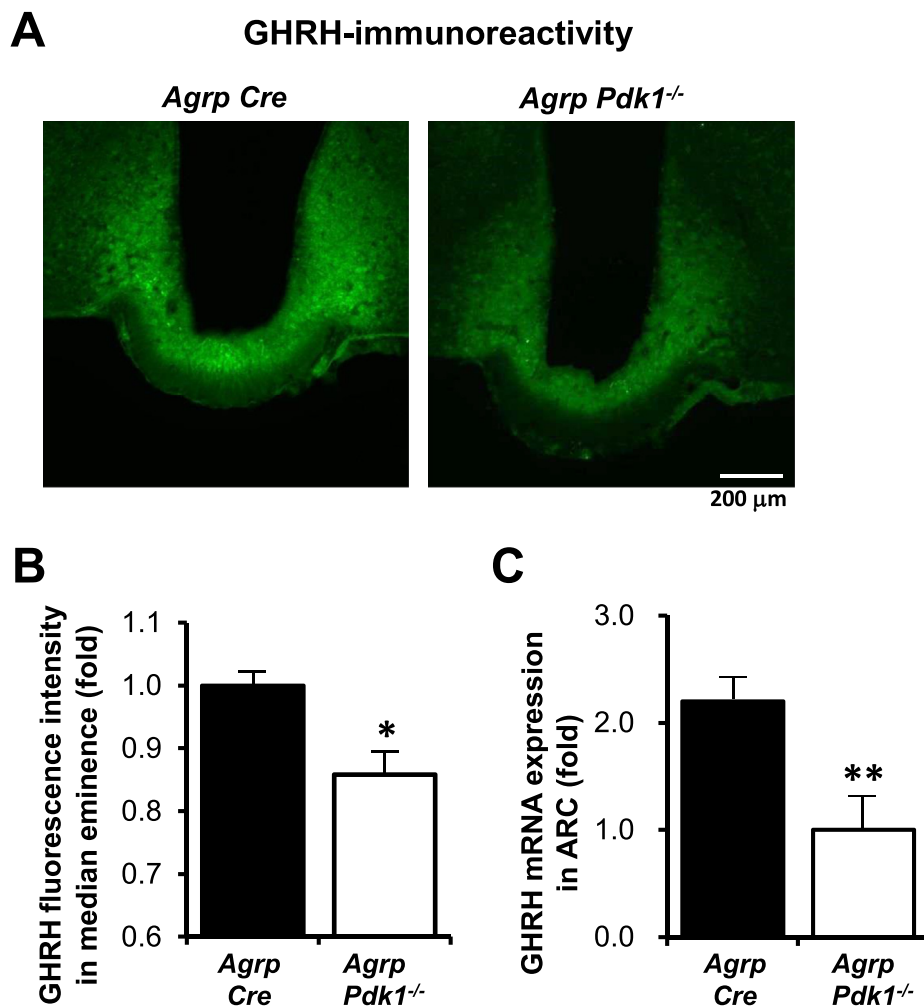 A
GHRH-immunoreactivity
Agrp Cre
Agrp Pdk1-/-
200 μm
B
GHRH fluorescence intensity
in median eminence (fold)
1.1
1.0
0.9
0.8
0.7
0.6
*
Agrp
Cre
Agrp
Pdk1-/-
C
GHRH mRNA expression
in ARC (fold)
3.0
2.0
1.0
0.0
**
Agrp
Cre
Agrp
Pdk1-/-